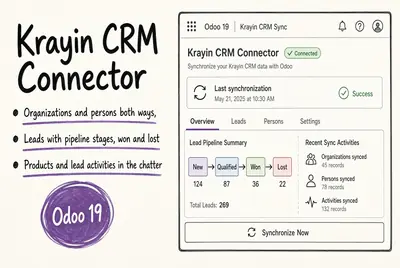 Krayin CRM
Connector
Organizations and persons both ways,
Leads with pipeline stages, won and lost
Products and lead activities in the chatter
Odoo 19
Odoo 19 | Krayin CRM Sync
Krayin CRM Connector
Connected
Synchronize your Krayin CRM data with Odoo
Last synchronization
May 21, 2025 at 10:30 AM
Success
Overview Leads Persons Settings
Lead Pipeline Summary
New Qualified Won Lost
124 87 36 22
Total Leads: 269
Recent Sync Activities
Organizations synced
45 records
Persons synced
78 records
Activities synced
132 records
Synchronize Now